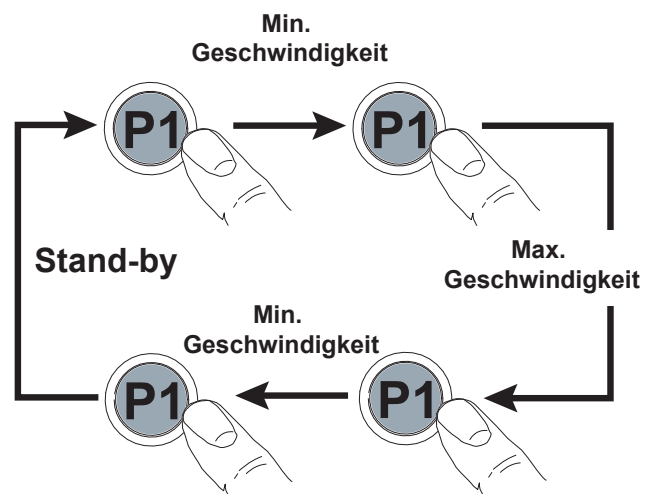 Min.
Geschwindigkeit
P1 P1
Stand-by
Max.
Geschwindigkeit
Min.
Geschwindigkeit
P1 P1